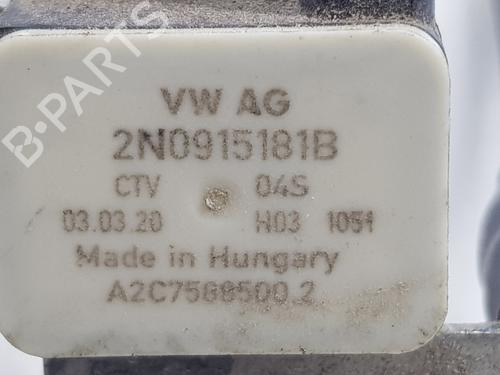 B-PARTS
VW AG
2N0915181B
CTV 04S
03.03.20 H03 1051
Made in Hungary
A2C7568500 2